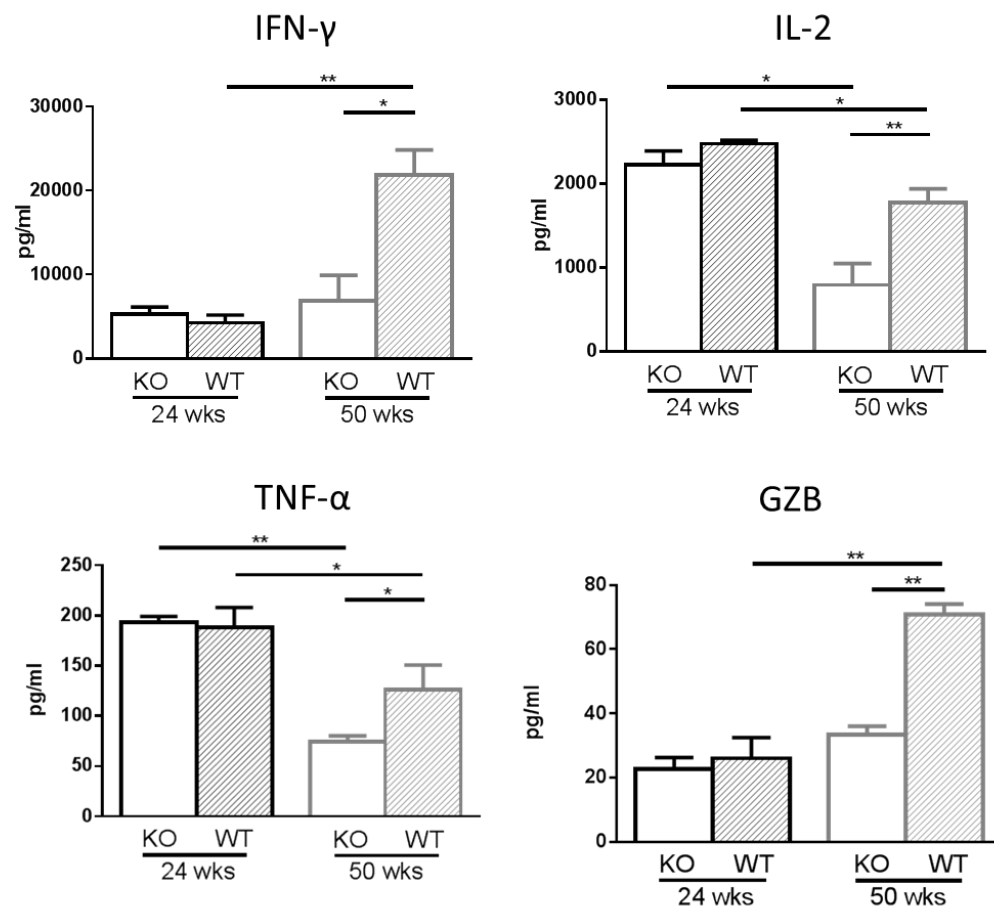 IFN-γ
** 
*
30000
20000
10000
0
pg/ml
KO WT KO WT
24 wks 50 wks
IL-2
*
*
**
3000
2000
1000
0
pg/ml
KO WT KO WT
24 wks 50 wks
TNF-α
**
*
*
250
200
150
100
50
0
pg/ml
KO WT KO WT
24 wks 50 wks
GZB
**
**
80
60
40
20
0
pg/ml
KO WT KO WT
24 wks 50 wks